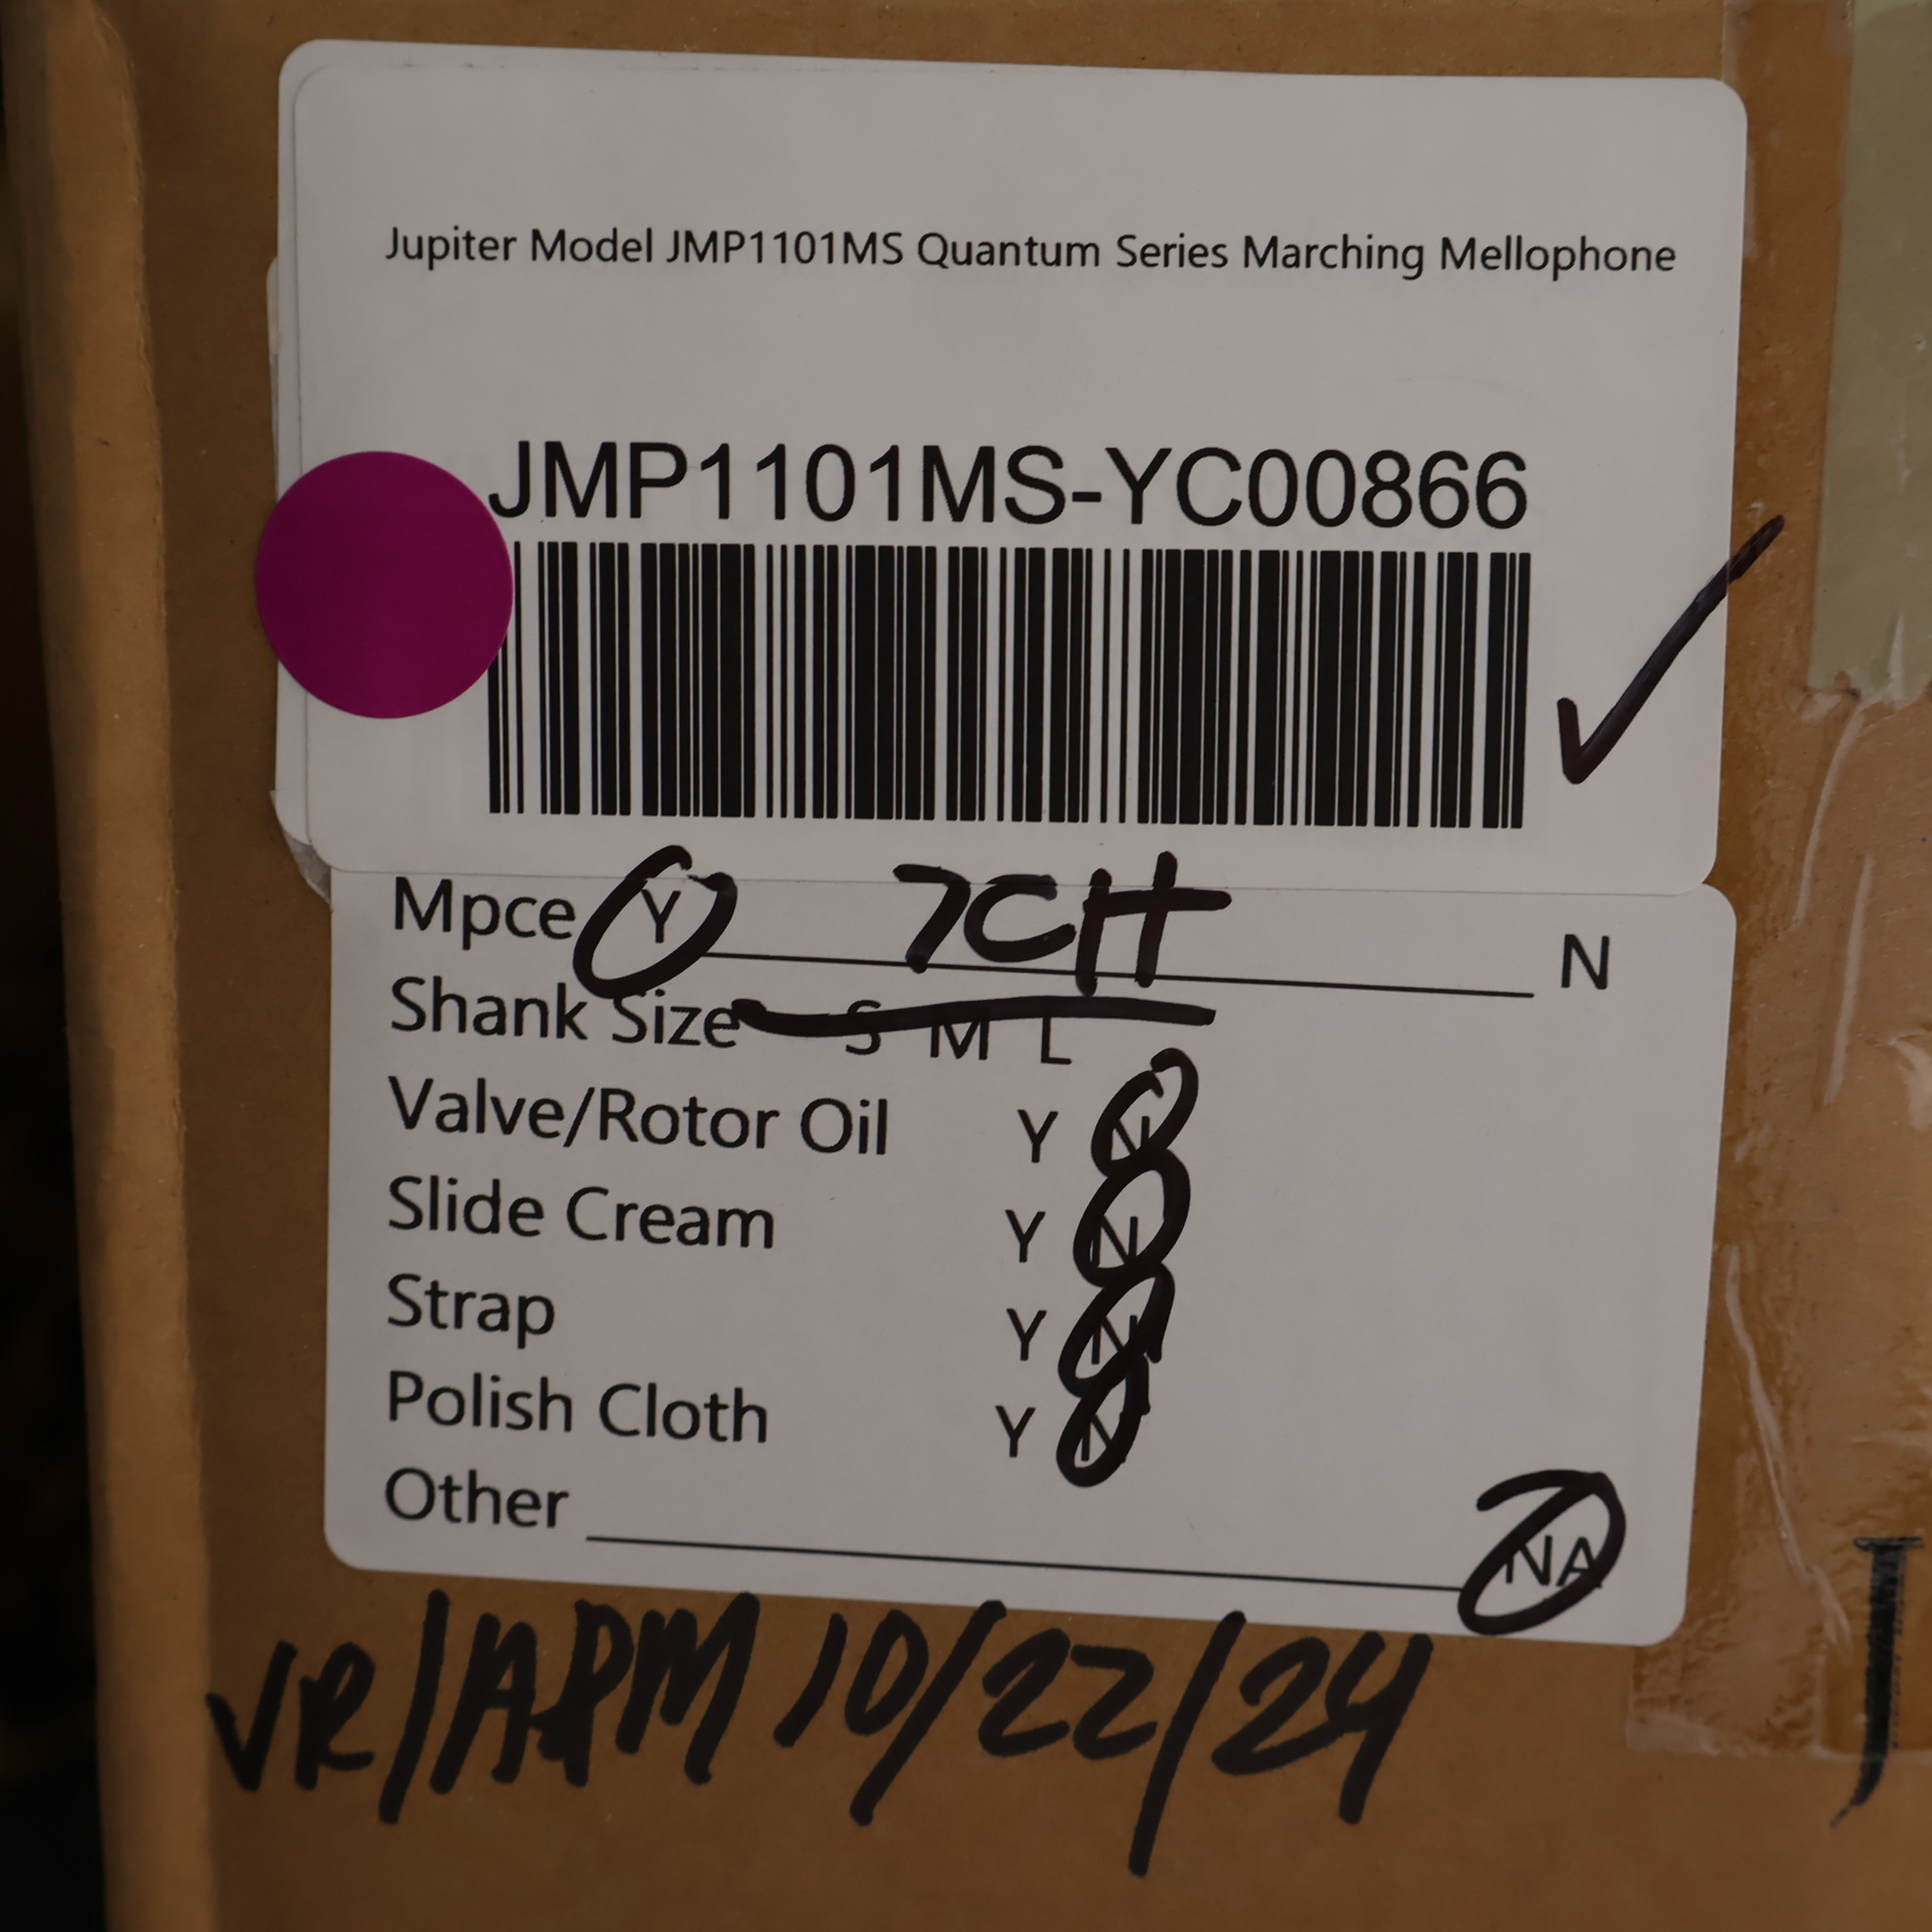 Jupiter Model JMP1101MS Quantum Series Marching Mellophone
JMP1101MS-YC00866
Mpce Y 7CH N
Shank Size S M L
Valve/Rotor Oil Y N
Slide Cream Y N
Strap Y N
Polish Cloth Y N
Other NA
VR/APM 10/22/24
J